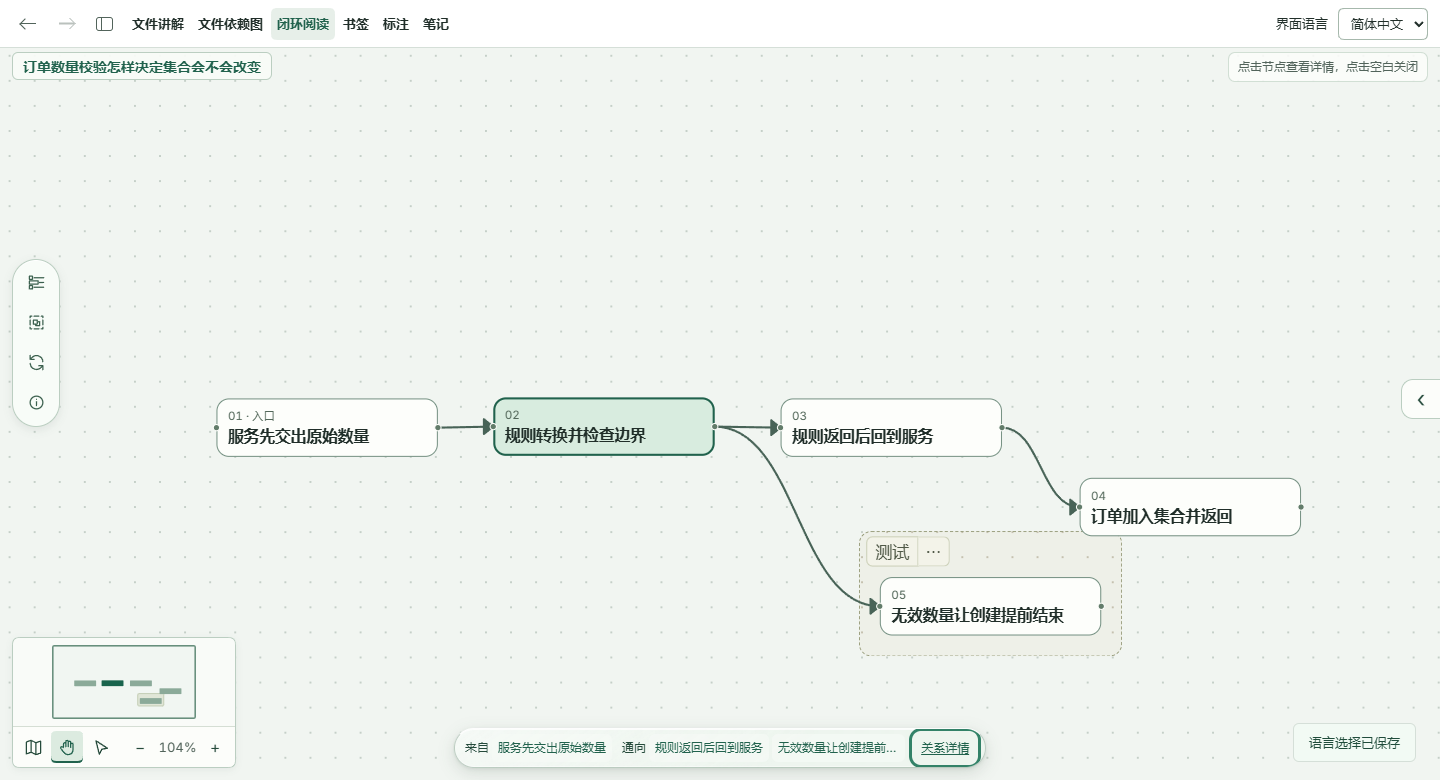 文件讲解 文件依赖图 闭环阅读 书签 标注 笔记 界面语言 简体中文
订单数量校验怎样决定集合会不会改变
点击节点查看详情，点击空白关闭
01 · 入口
服务先交出原始数量
02
规则转换并检查边界
03
规则返回后回到服务
04
订单加入集合并返回
测试 ···
05
无效数量让创建提前结束
− 104% +
来自 服务先交出原始数量 通向 规则返回后回到服务 无效数量让创建提前... 关系详情
语言选择已保存